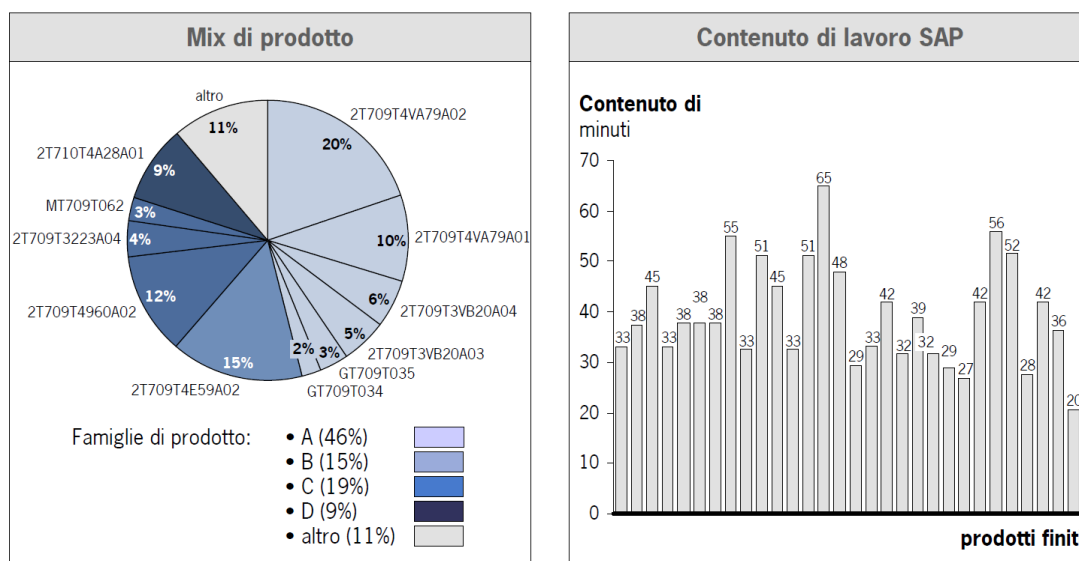 Mix di prodotto
altro
11%
2T709T4VA79A02
20%
2T710T4A28A01
9%
MT709T062
3%
2T709T3223A04
4%
10%
2T709T4VA79A01
12%
2T709T4960A02
6%
2T709T3VB20A04
5%
2T709T3VB20A03
3%
GT709T035
2%
GT709T034
15%
2T709T4E59A02
Famiglie di prodotto:
• A (46%)
• B (15%)
• C (19%)
• D (9%)
• altro (11%)
Contenuto di lavoro SAP
Contenuto di
minuti
70
60
50
40
30
20
10
0
33
38
45
33
38
38
38
55
33
51
45
33
51
65
48
29
33
42
32
39
32
29
27
42
56
52
28
42
36
20
prodotti finit